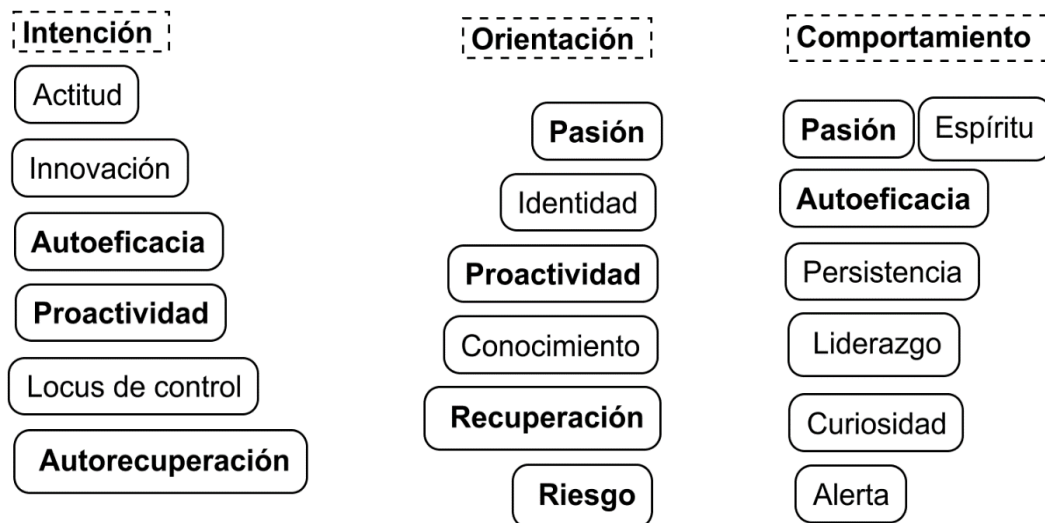 Intención
Actitud
Innovación
Autoeficacia
Proactividad
Locus de control
Autorecuperación
Orientación
Pasión
Identidad
Proactividad
Conocimiento
Recuperación
Riesgo
Comportamiento
Pasión Espíritu
Autoeficacia
Persistencia
Liderazgo
Curiosidad
Alerta